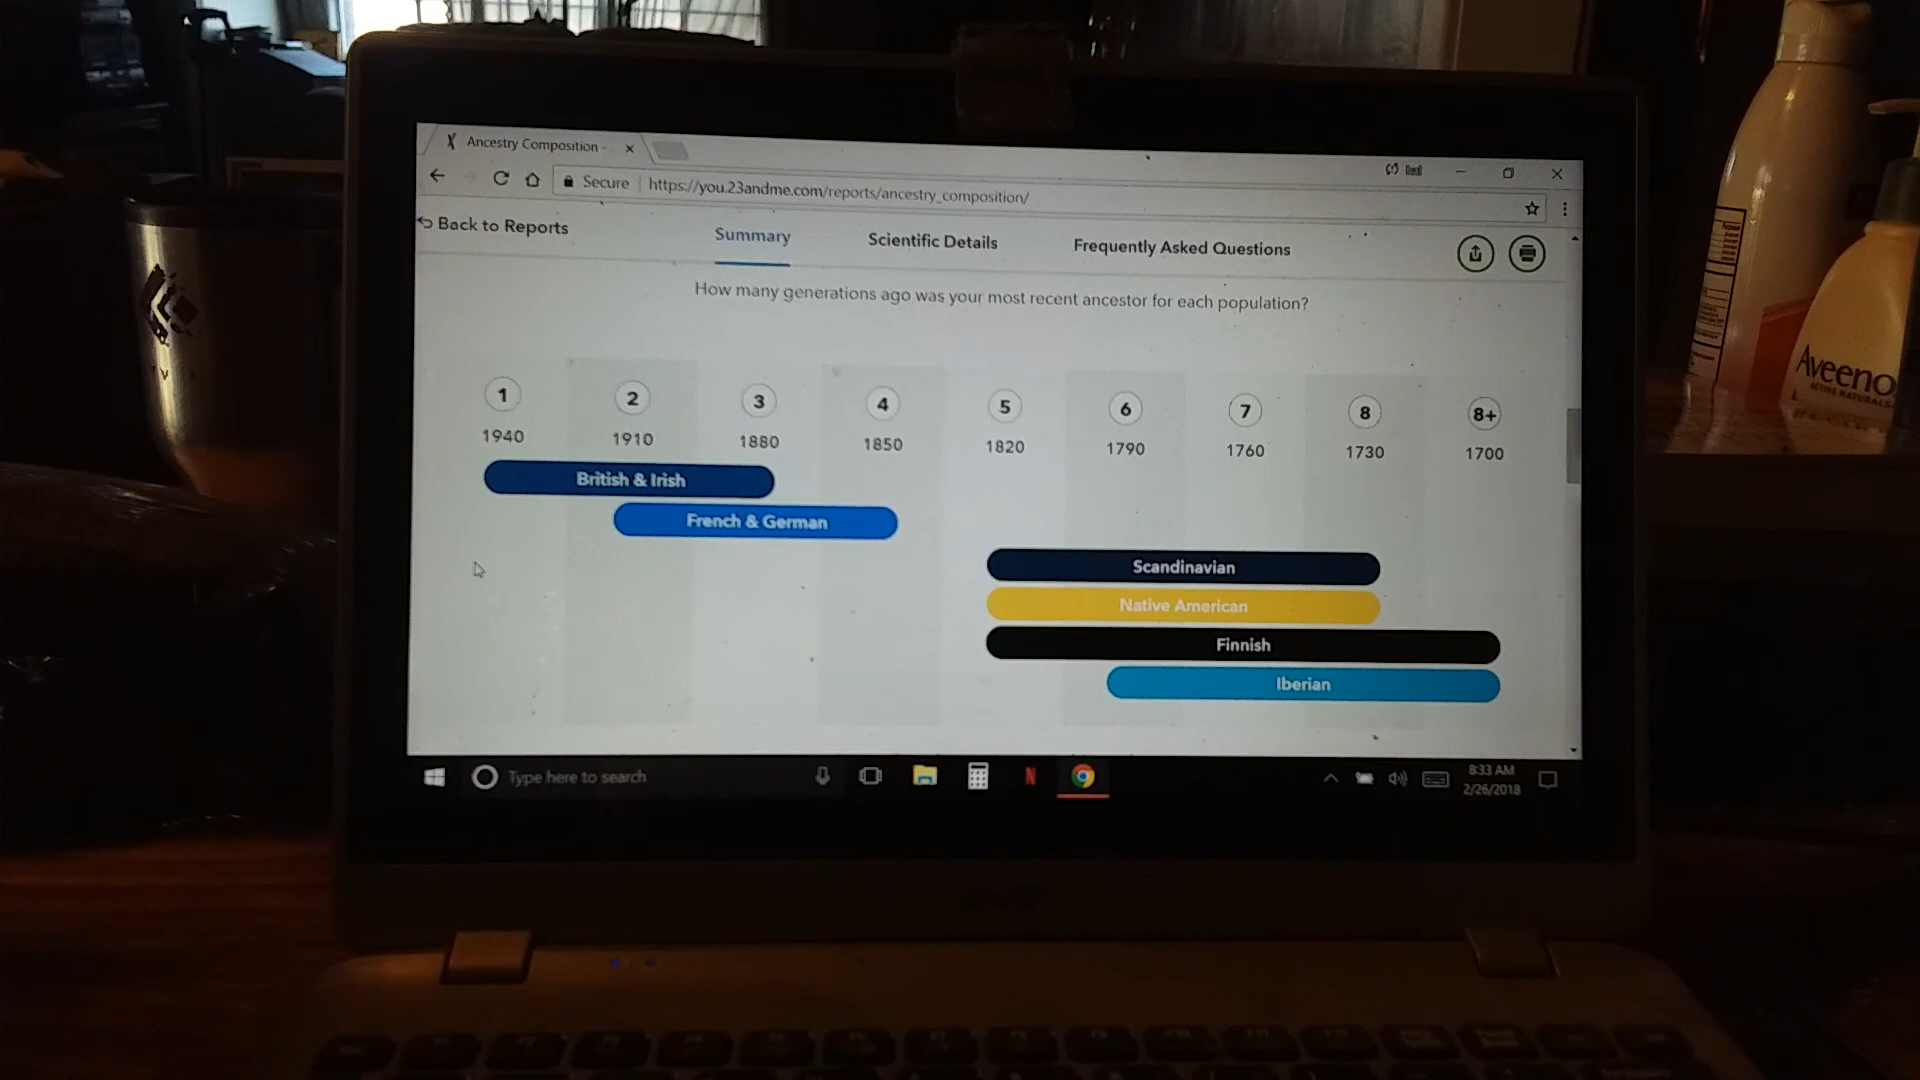 Ancestry Composition -
Secure https://you.23andme.com/reports/ancestry_composition/
Back to Reports
Summary
Scientific Details
Frequently Asked Questions
How many generations ago was your most recent ancestor for each population?
1 2 3 4 5 6 7 8 8+
1940 1910 1880 1850 1820 1790 1760 1730 1700
British & Irish
French & German
Scandinavian
Native American
Finnish
Iberian
Type here to search
8:33 AM
2/26/2018
Aveeno
ACTIVE NATURALS